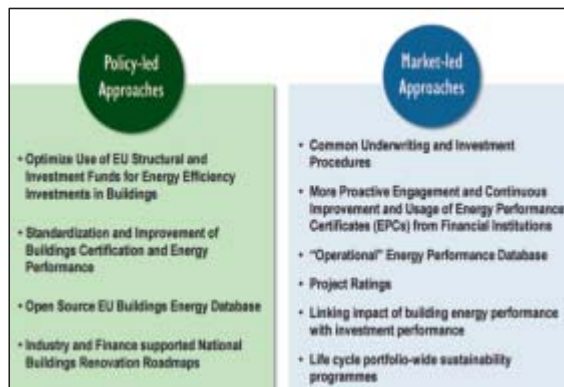 Policy-led
Approaches
• Optimize Use of EU Structural and
Investment Funds for Energy Efficiency
Investments in Buildings
• Standardization and Improvement of
Buildings Certification and Energy
Performance
• Open Source EU Buildings Energy Database
• Industry and Finance supported National
Buildings Renovation Roadmaps
Market-led
Approaches
• Common Underwriting and Investment
Procedures
• More Proactive Engagement and Continuous
Improvement and Usage of Energy Performance
Certificates (EPCs) from Financial Institutions
• "Operational" Energy Performance Database
• Project Ratings
• Linking impact of building energy performance
with investment performance
• Life cycle portfolio-wide sustainability
programmes